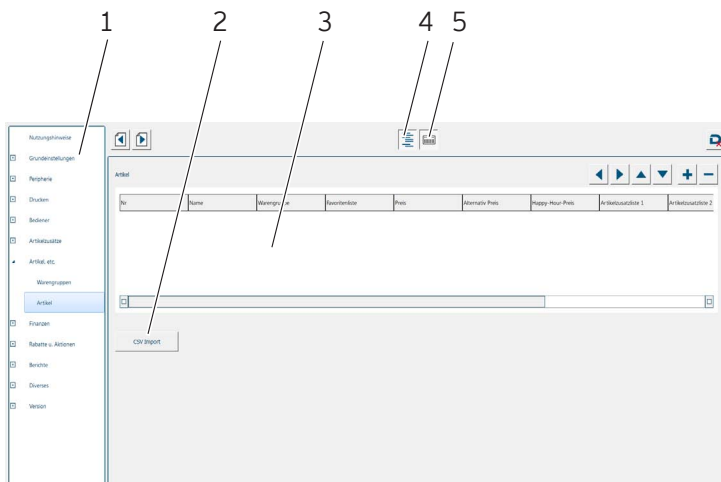 1 2 3 4 5
Nutzungshinweise
Grundeinstellungen
Peripherie
Drucken
Bediener
Artikelzusätze
Artikel, etc.
Warengruppen
Artikel
Finanzen
Rabatte u. Aktionen
Berichte
Diverses
Version
Artikel
Nr Name Warengruppe Favoritenliste Preis Alternativ Preis Happy-Hour-Preis Artikelzusatzliste 1 Artikelzusatzliste 2
CSV Import